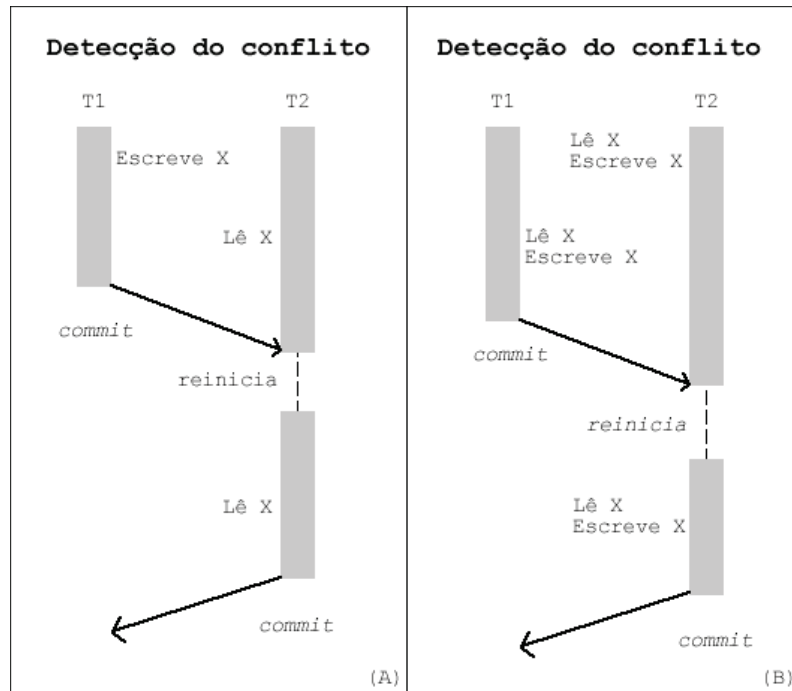 Detecção do conflito
T1 T2
Escreve X
Lê X
commit
reinicia
Lê X
commit
(A)
Detecção do conflito
T1 T2
Lê X
Escreve X
Lê X
Escreve X
commit
reinicia
Lê X
Escreve X
commit
(B)